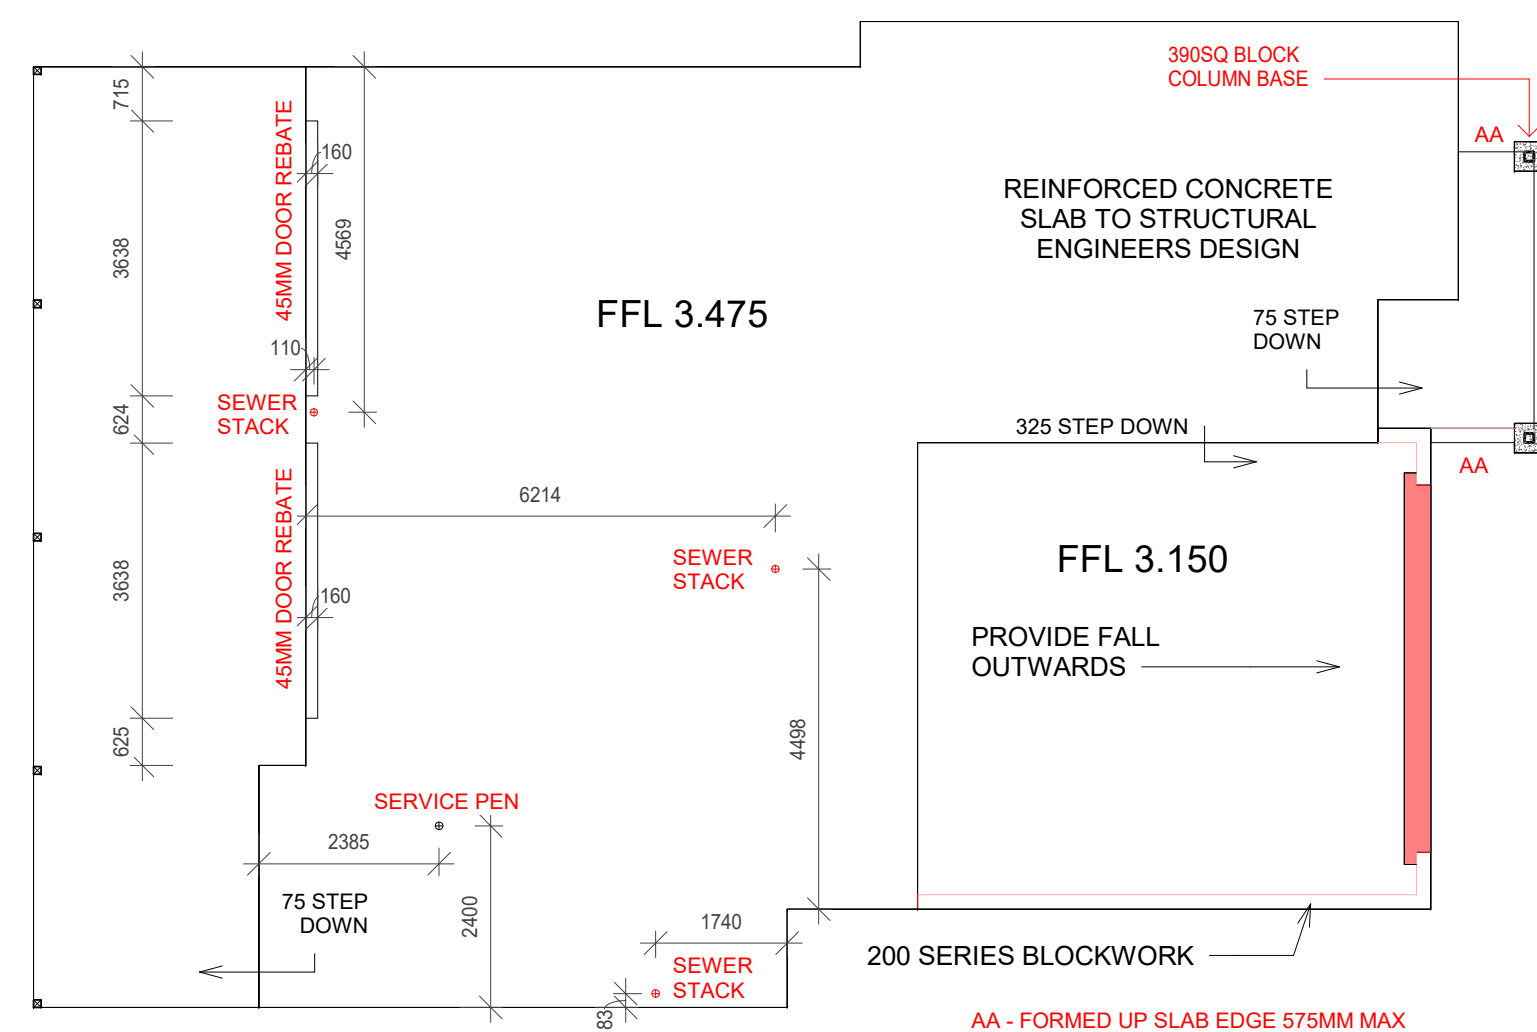 390SQ BLOCK
COLUMN BASE
715
45MM DOOR REBATE
160
AA
REINFORCED CONCRETE
SLAB TO STRUCTURAL
ENGINEERS DESIGN
3638
4569
FFL 3.475
75 STEP
DOWN
110
SEWER
STACK
624
325 STEP DOWN
AA
45MM DOOR REBATE
6214
SEWER
STACK
FFL 3.150
3638
160
PROVIDE FALL
OUTWARDS
625
4498
SERVICE PEN
2385
75 STEP
DOWN
2400
1740
SEWER
STACK
83
200 SERIES BLOCKWORK
AA - FORMED UP SLAB EDGE 575MM MAX